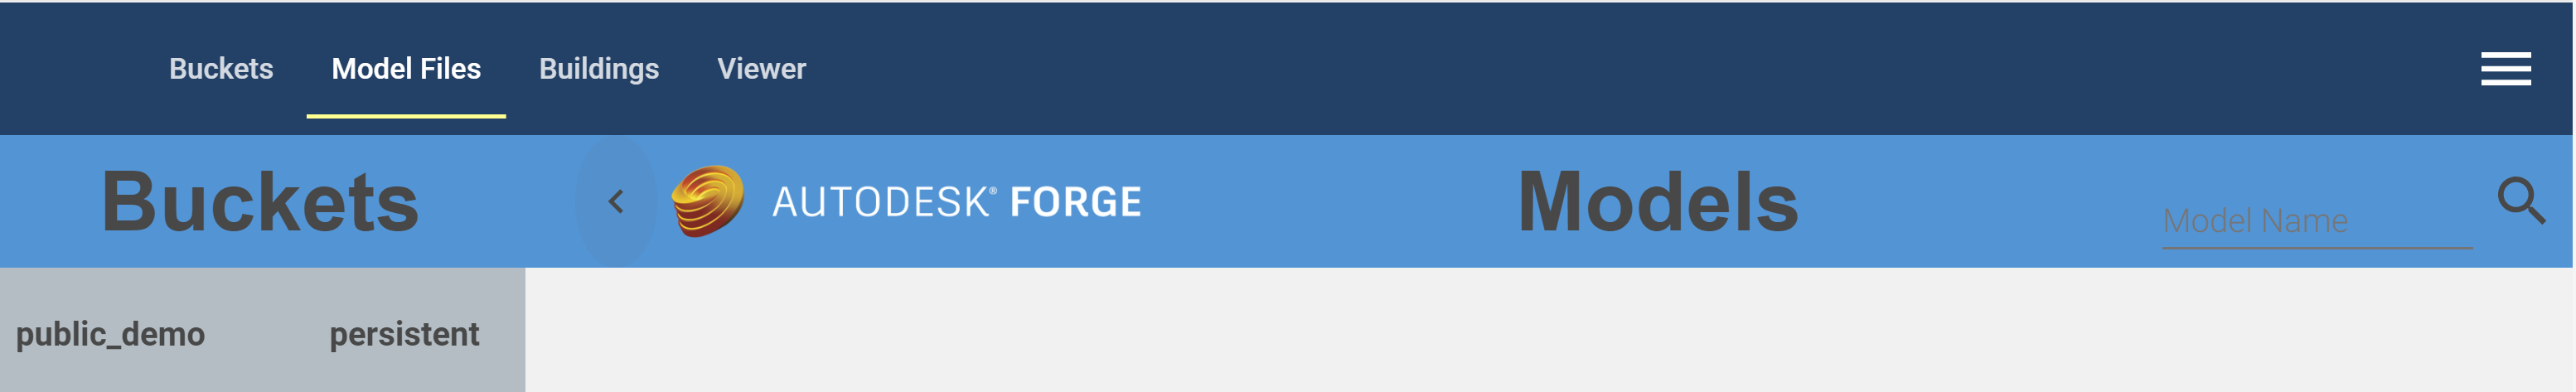 Buckets Model Files Buildings Viewer
Buckets AUTODESK® FORGE Models Model Name
public_demo persistent